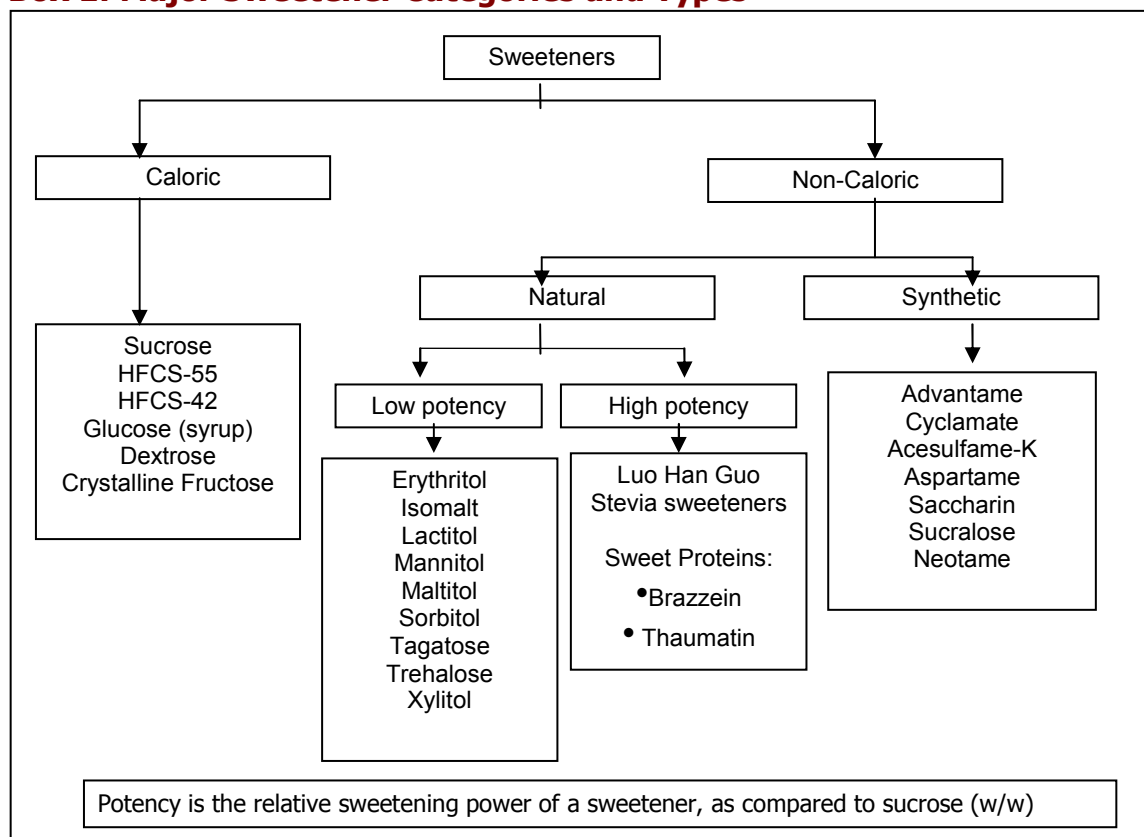 Sweeteners
Caloric
Non-Caloric
Natural
Synthetic
Sucrose
HFCS-55
HFCS-42
Glucose (syrup)
Dextrose
Crystalline Fructose
Low potency
High potency
Erythritol
Isomalt
Lactitol
Mannitol
Maltitol
Sorbitol
Tagatose
Trehalose
Xylitol
Luo Han Guo
Stevia sweeteners
Sweet Proteins:
•Brazzein
• Thaumatin
Advantame
Cyclamate
Acesulfame-K
Aspartame
Saccharin
Sucralose
Neotame
Potency is the relative sweetening power of a sweetener, as compared to sucrose (w/w)